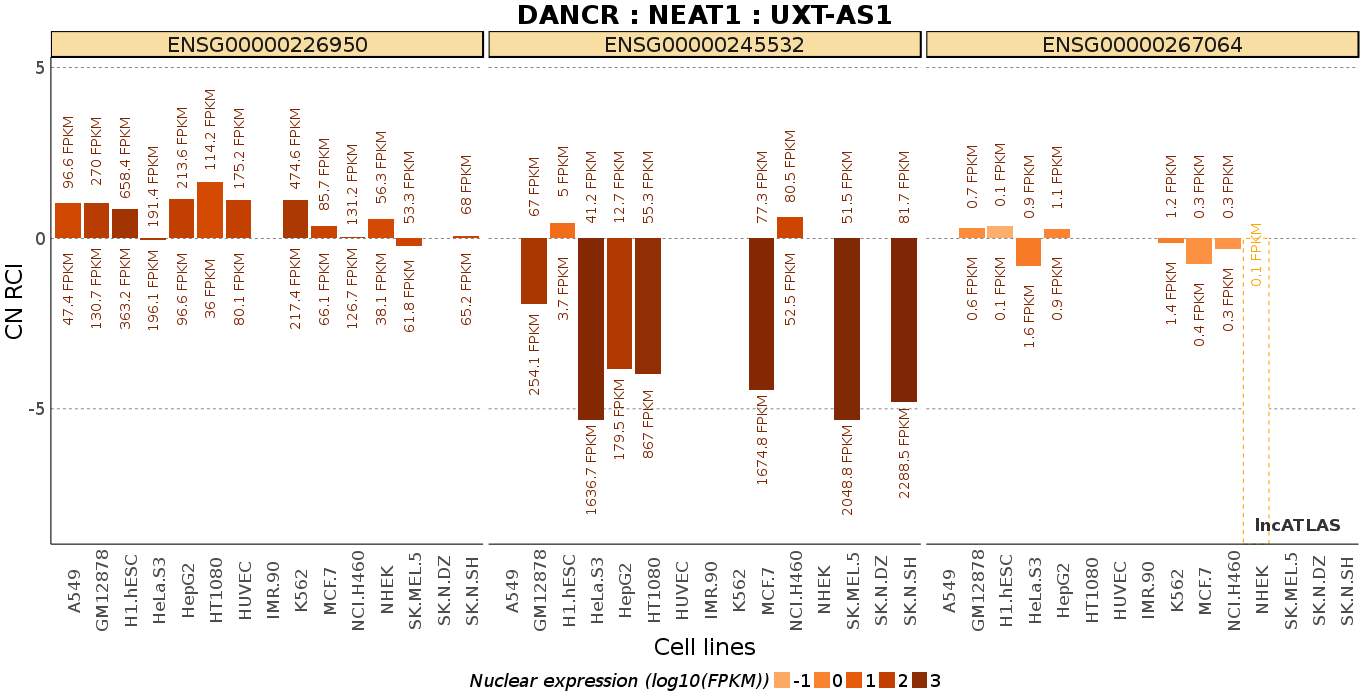 DANCR : NEAT1 : UXT-AS1
ENSG00000226950
ENSG00000245532
ENSG00000267064
CN RCI
5
0
-5
96.6 FPKM
270 FPKM
658.4 FPKM
191.4 FPKM
213.6 FPKM
114.2 FPKM
175.2 FPKM
474.6 FPKM
85.7 FPKM
131.2 FPKM
56.3 FPKM
53.3 FPKM
68 FPKM
47.4 FPKM
130.7 FPKM
363.2 FPKM
196.1 FPKM
96.6 FPKM
36 FPKM
80.1 FPKM
217.4 FPKM
66.1 FPKM
126.7 FPKM
38.1 FPKM
61.8 FPKM
65.2 FPKM
67 FPKM
5 FPKM
41.2 FPKM
12.7 FPKM
55.3 FPKM
77.3 FPKM
80.5 FPKM
51.5 FPKM
81.7 FPKM
254.1 FPKM
3.7 FPKM
1636.7 FPKM
179.5 FPKM
867 FPKM
1674.8 FPKM
52.5 FPKM
2048.8 FPKM
2288.5 FPKM
0.7 FPKM
0.1 FPKM
0.9 FPKM
1.1 FPKM
1.2 FPKM
0.3 FPKM
0.3 FPKM
0.6 FPKM
0.1 FPKM
1.6 FPKM
0.9 FPKM
1.4 FPKM
0.4 FPKM
0.3 FPKM
0.1 FPKM
lncATLAS
A549
GM12878
H1.hESC
HeLa.S3
HepG2
HT1080
HUVEC
IMR.90
K562
MCF.7
NCI.H460
NHEK
SK.MEL.5
SK.N.DZ
SK.N.SH
A549
GM12878
H1.hESC
HeLa.S3
HepG2
HT1080
HUVEC
IMR.90
K562
MCF.7
NCI.H460
NHEK
SK.MEL.5
SK.N.DZ
SK.N.SH
A549
GM12878
H1.hESC
HeLa.S3
HepG2
HT1080
HUVEC
IMR.90
K562
MCF.7
NCI.H460
NHEK
SK.MEL.5
SK.N.DZ
SK.N.SH
Cell lines
Nuclear expression (log10(FPKM)) -1 0 1 2 3